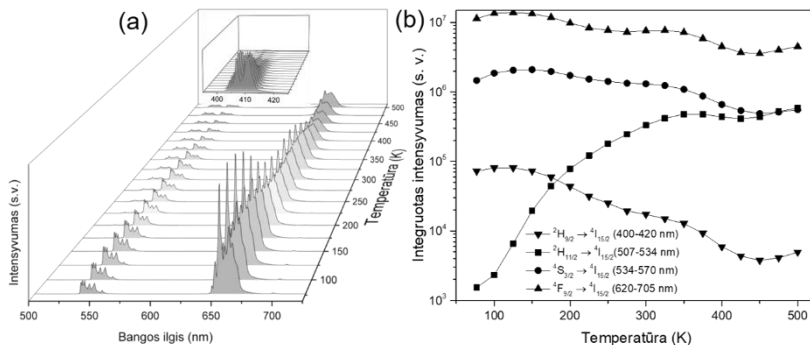 (a)
400 410 420
500
450
400
350
300
250
200
150
100
Temperatūra (K)
Intensyvumas (s.v.)
500 550 600 650 700
Bangos ilgis (nm)
(b)
10⁷
10⁶
10⁵
10⁴
10³
Integruotas intensyvumas (s. v.)
²H₉/₂ → ⁴I₁₅/₂ (400-420 nm)
²H₁₁/₂ → ⁴I₁₅/₂ (507-534 nm)
⁴S₃/₂ → ⁴I₁₅/₂ (534-570 nm)
⁴F₉/₂ → ⁴I₁₅/₂ (620-705 nm)
100 200 300 400 500
Temperatūra (K)